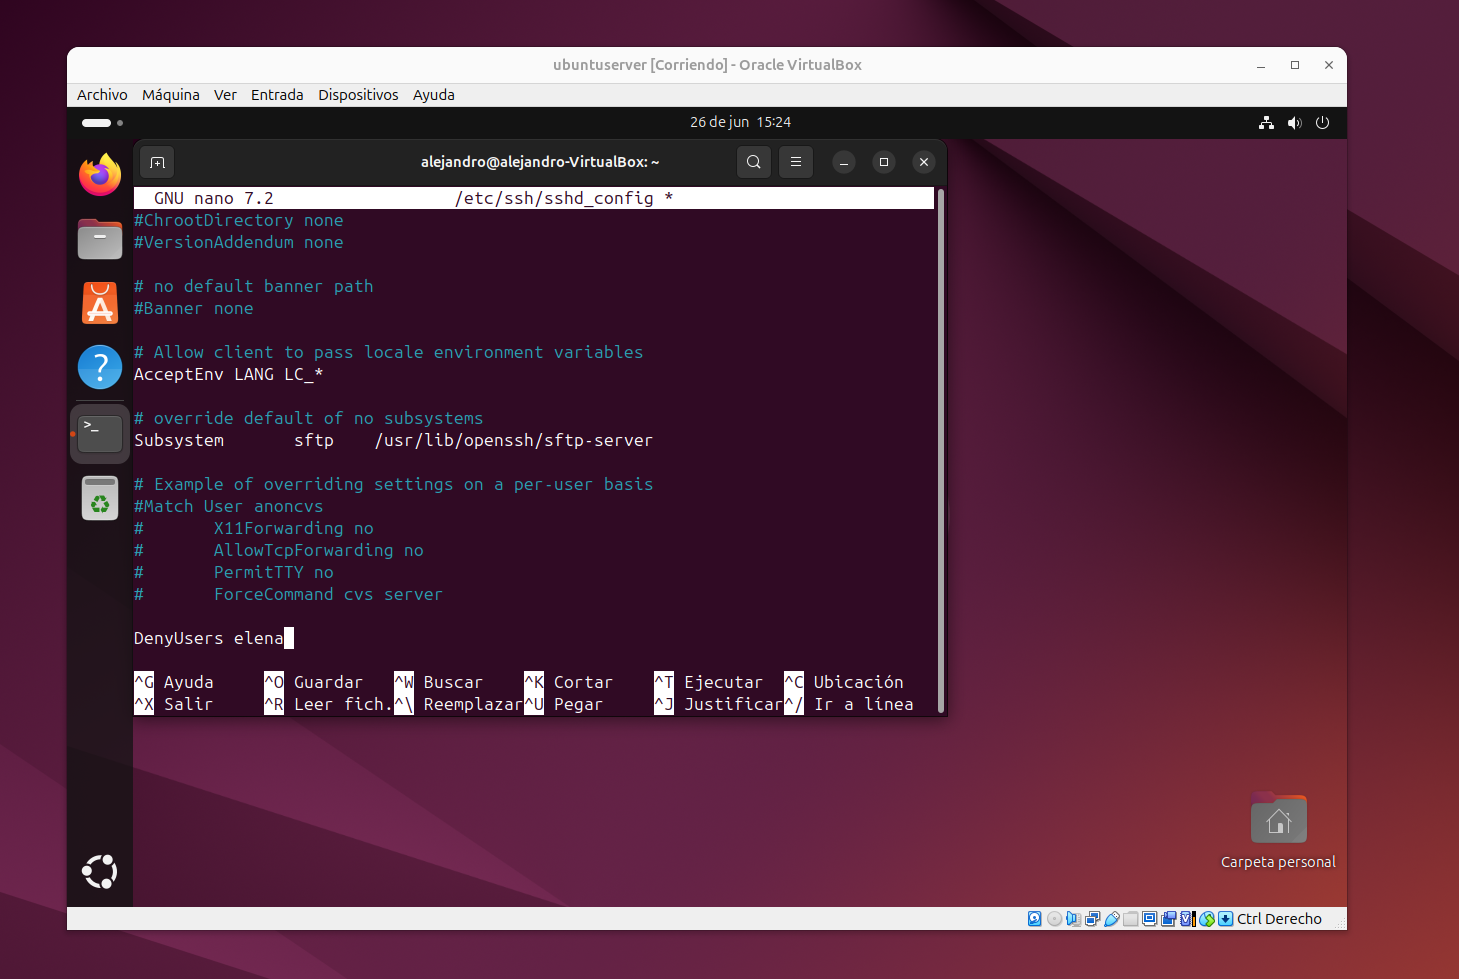 ubuntuserver [Corriendo] - Oracle VirtualBox
Archivo Máquina Ver Entrada Dispositivos Ayuda
26 de jun 15:24
alejandro@alejandro-VirtualBox: ~
GNU nano 7.2 /etc/ssh/sshd_config *
#ChrootDirectory none
#VersionAddendum none
# no default banner path
#Banner none
# Allow client to pass locale environment variables
AcceptEnv LANG LC_*
# override default of no subsystems
Subsystem sftp /usr/lib/openssh/sftp-server
# Example of overriding settings on a per-user basis
#Match User anoncvs
# X11Forwarding no
# AllowTcpForwarding no
# PermitTTY no
# ForceCommand cvs server
DenyUsers elena
^G Ayuda ^O Guardar ^W Buscar ^K Cortar ^T Ejecutar ^C Ubicación
^X Salir ^R Leer fich. ^\ Reemplazar ^U Pegar ^J Justificar ^/ Ir a línea
Carpeta personal
Ctrl Derecho